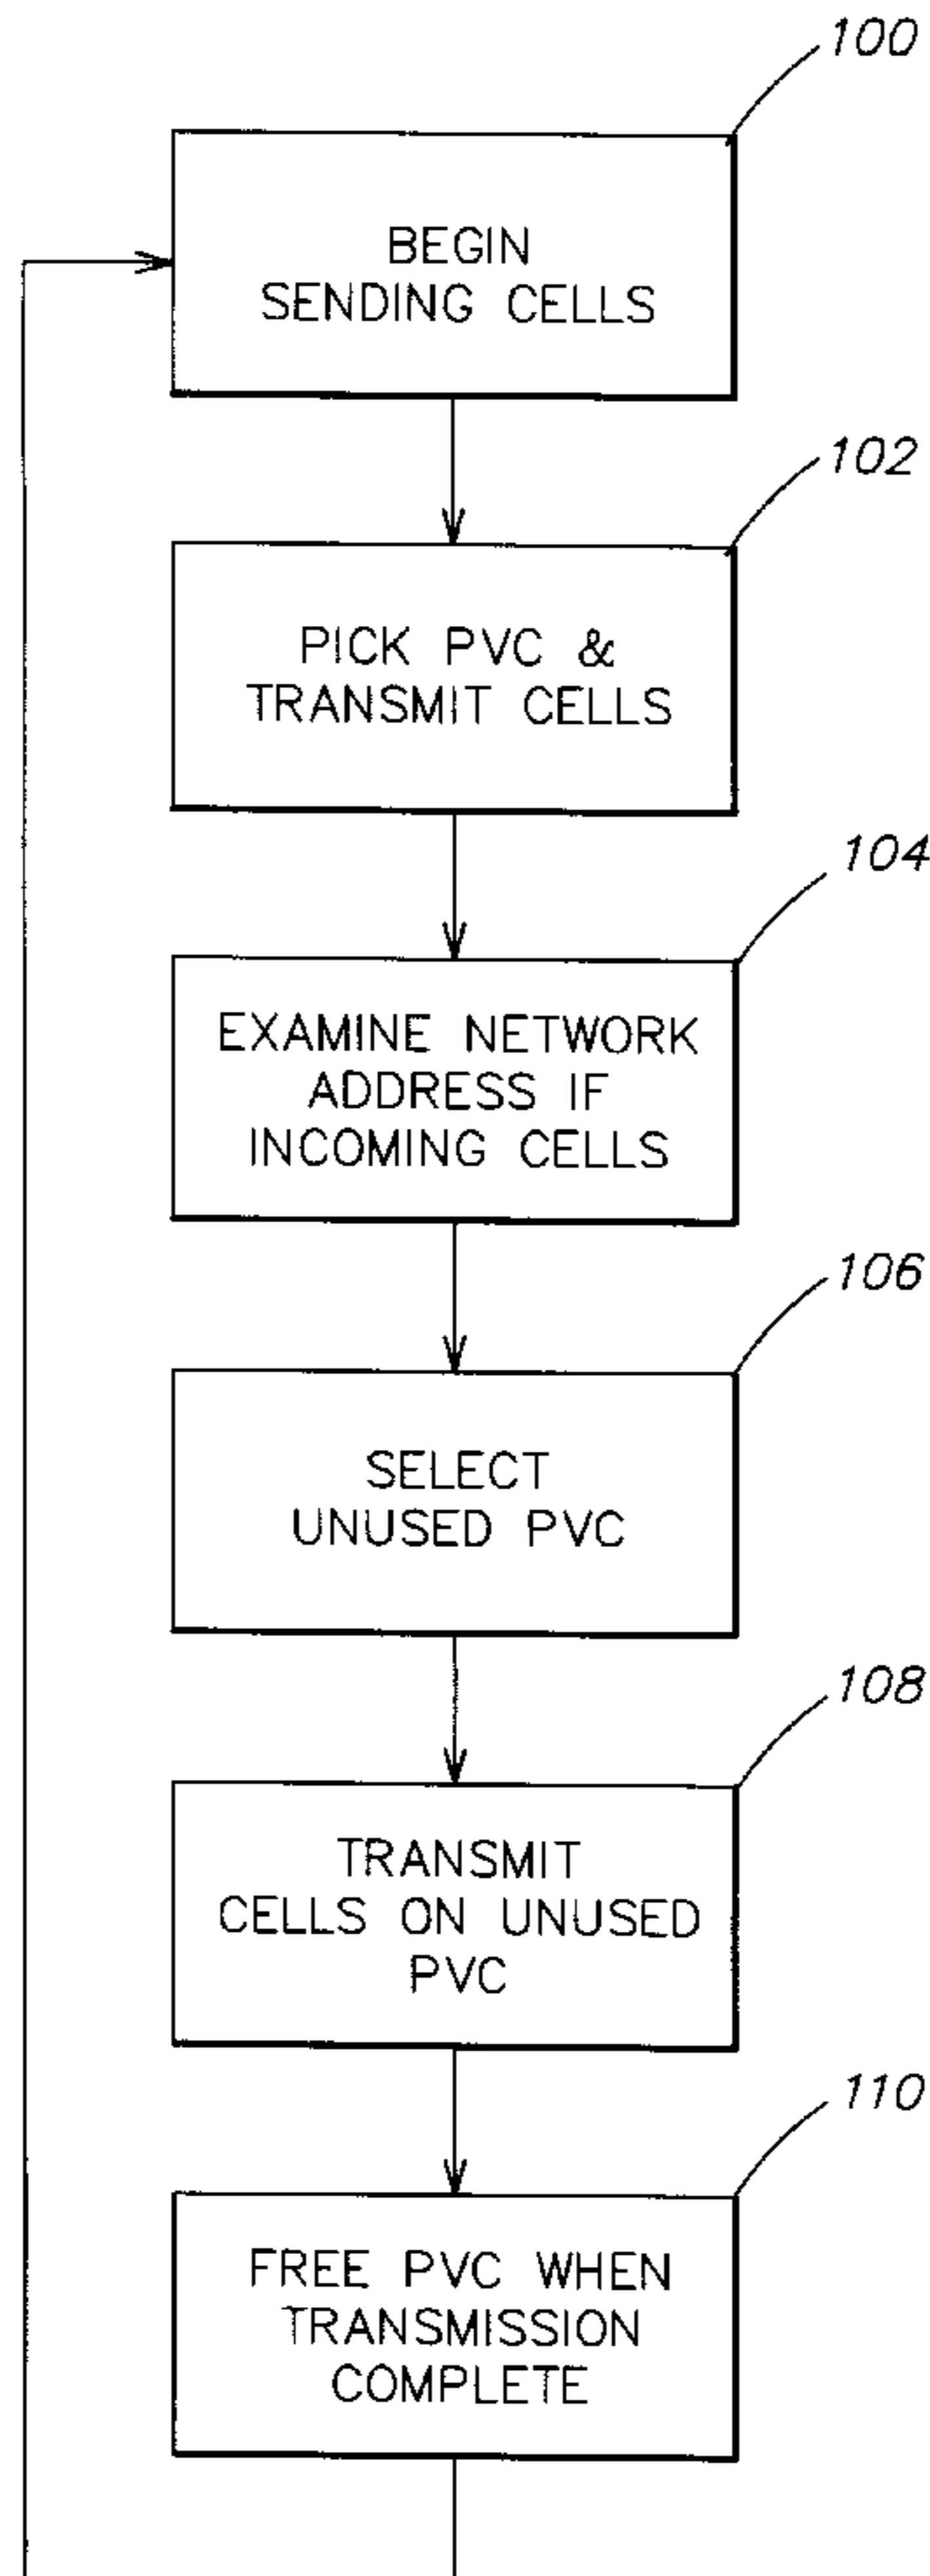 100
BEGIN
SENDING CELLS
102
PICK PVC &
TRANSMIT CELLS
104
EXAMINE NETWORK
ADDRESS IF
INCOMING CELLS
106
SELECT
UNUSED PVC
108
TRANSMIT
CELLS ON UNUSED
PVC
110
FREE PVC WHEN
TRANSMISSION
COMPLETE